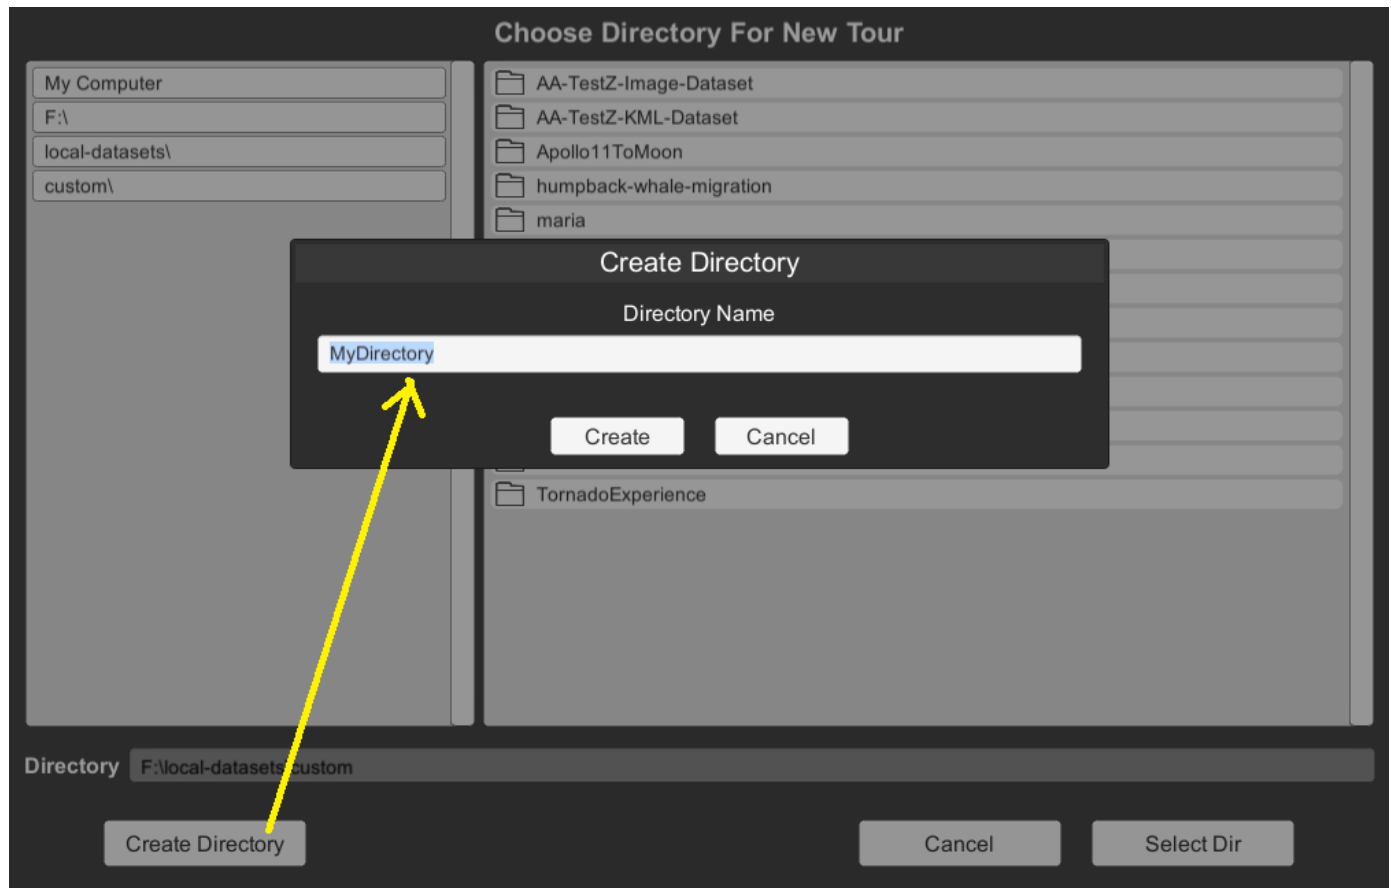 Choose Directory For New Tour
My Computer
F:\
local-datasets\
custom\
AA-TestZ-Image-Dataset
AA-TestZ-KML-Dataset
Apollo11ToMoon
humpback-whale-migration
maria
Create Directory
Directory Name
MyDirectory
Create
Cancel
TornadoExperience
Directory
F:\local-datasets\custom
Create Directory
Cancel
Select Dir